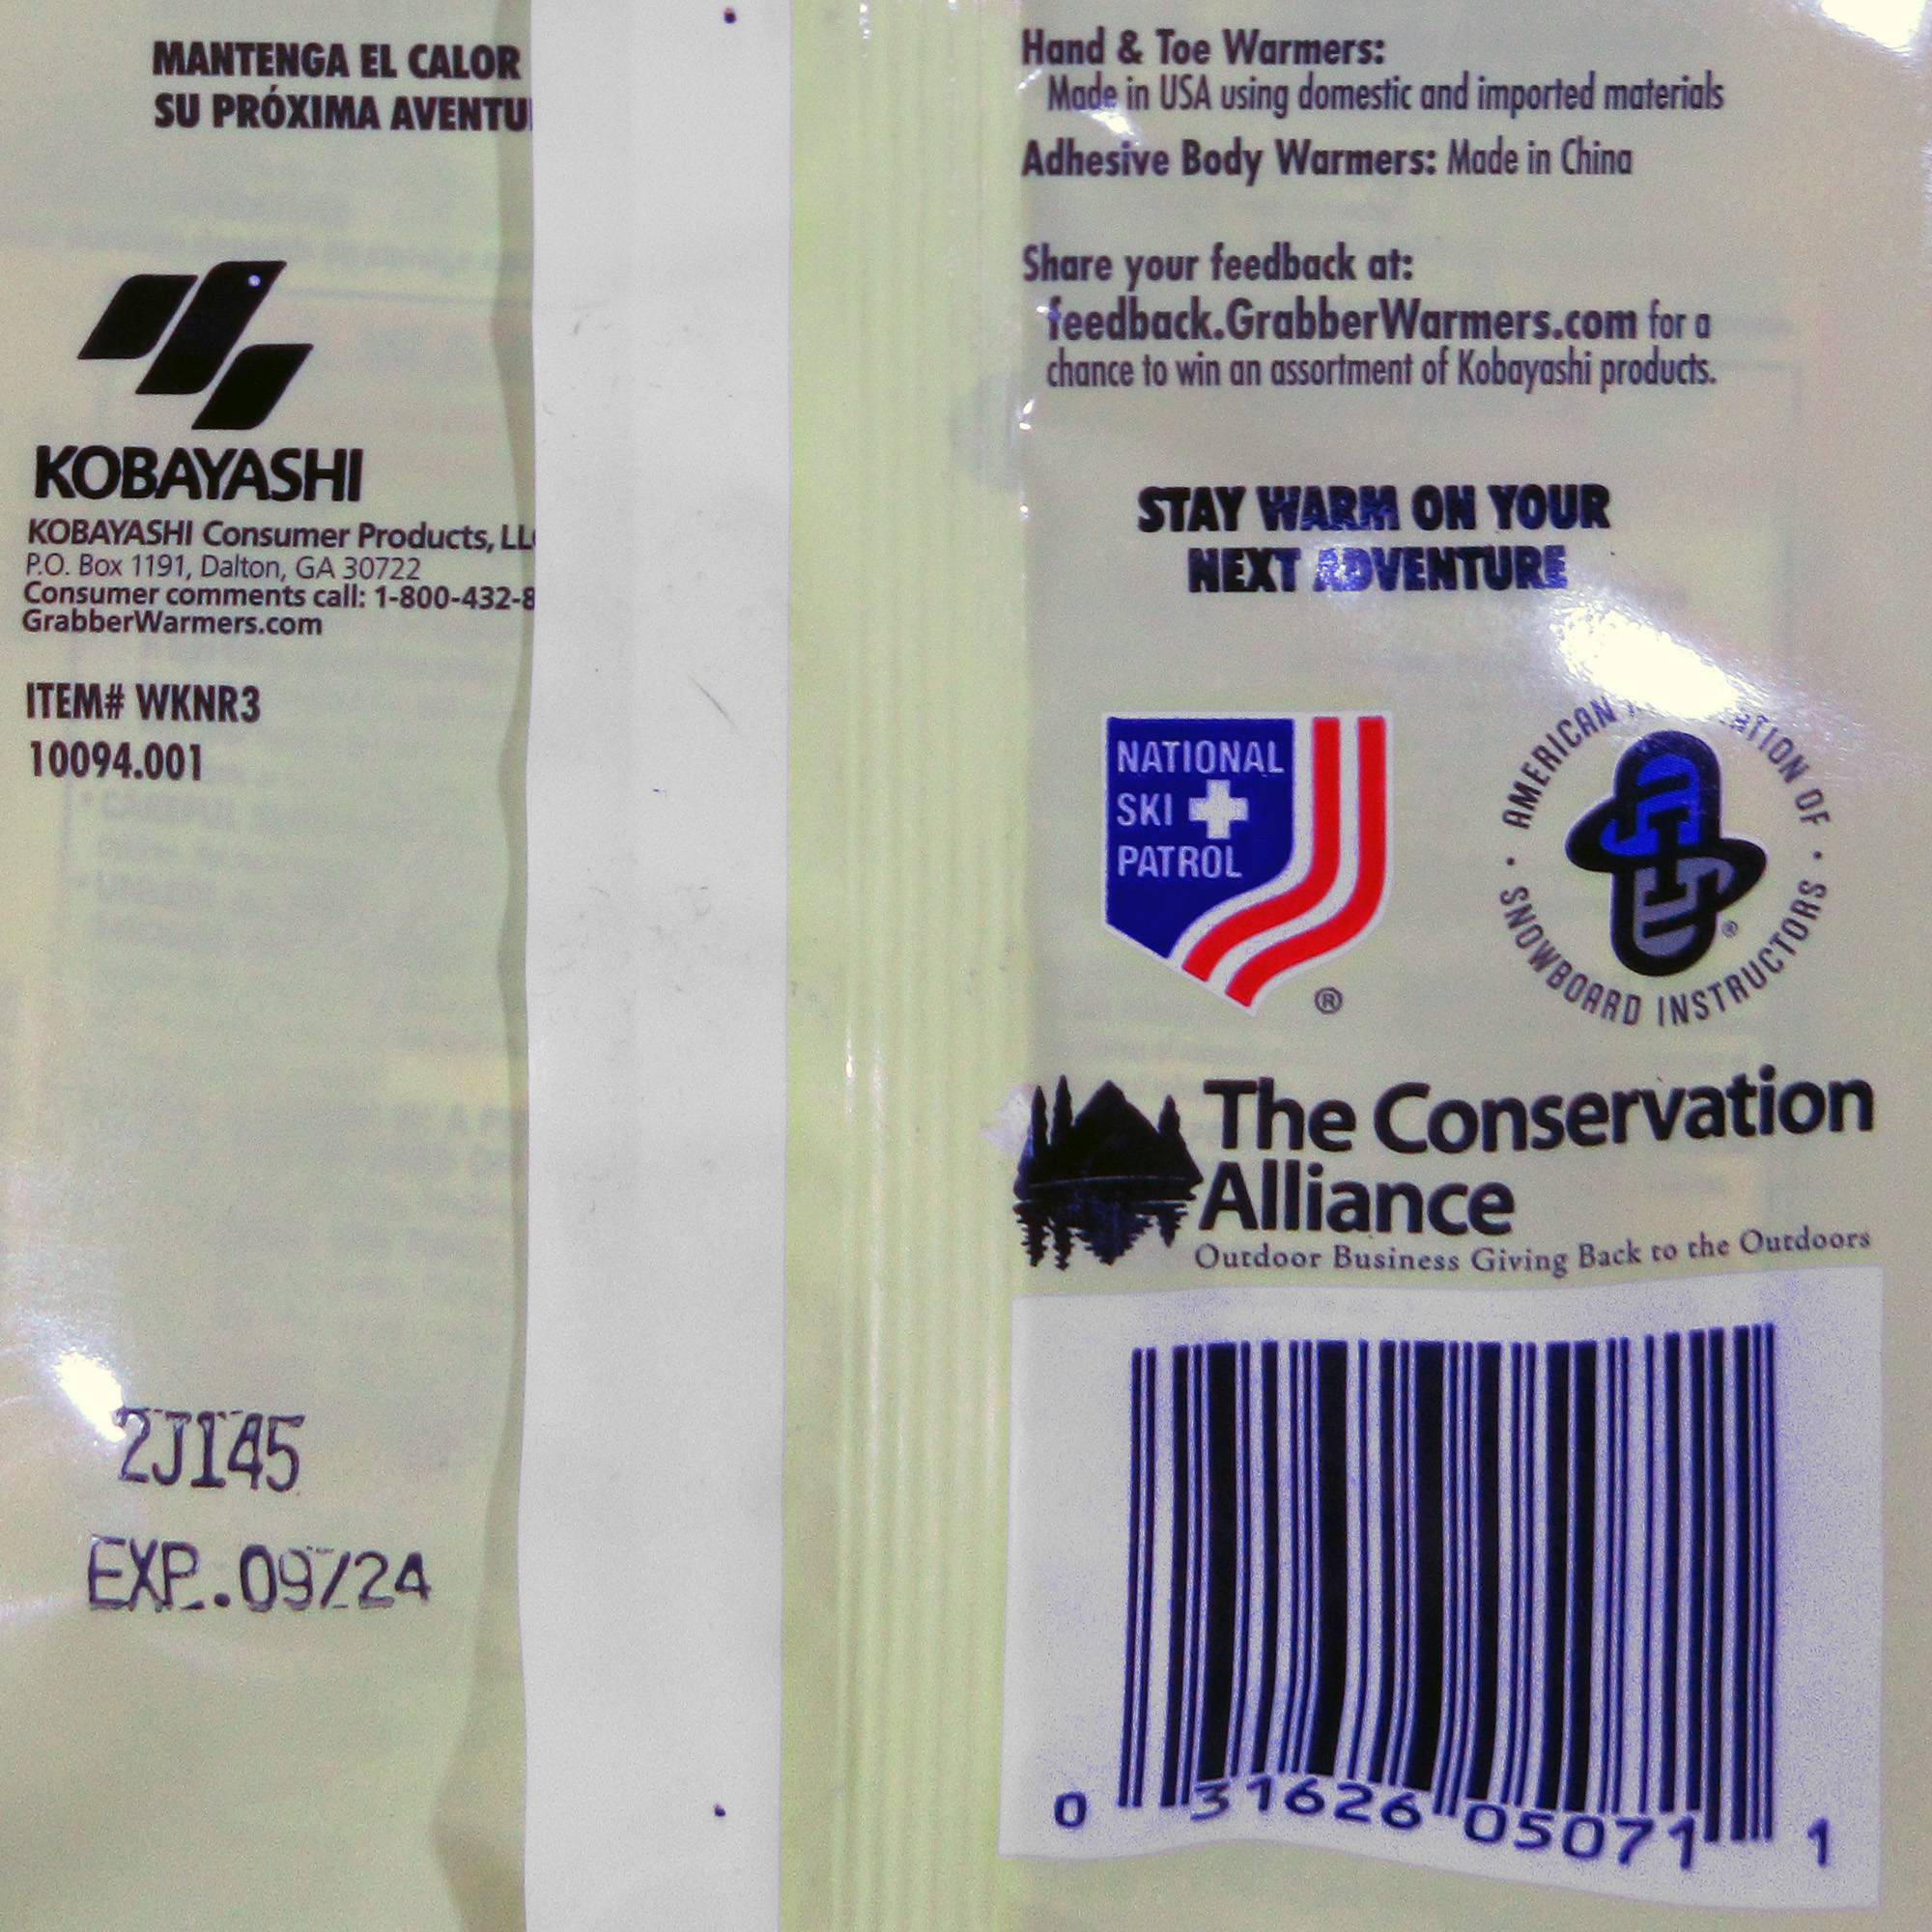 MANTENGA EL CALOR
SU PRÓXIMA AVENTU
KOBAYASHI
KOBAYASHI Consumer Products, LL
P.O. Box 1191, Dalton, GA 30722
Consumer comments call: 1-800-432-8
GrabberWarmers.com
ITEM# WKNR3
10094.001
2J145
EXP.09/24
Hand & Toe Warmers:
Made in USA using domestic and imported materials
Adhesive Body Warmers: Made in China
Share your feedback at:
feedback.GrabberWarmers.com for a
chance to win an assortment of Kobayashi products.
STAY WARM ON YOUR
NEXT ADVENTURE
NATIONAL
SKI
PATROL
®
AMERICAN OF
• SNOWBOARD INSTRUCTORS •
®
The Conservation
Alliance
Outdoor Business Giving Back to the Outdoors
0 31626 05071 1